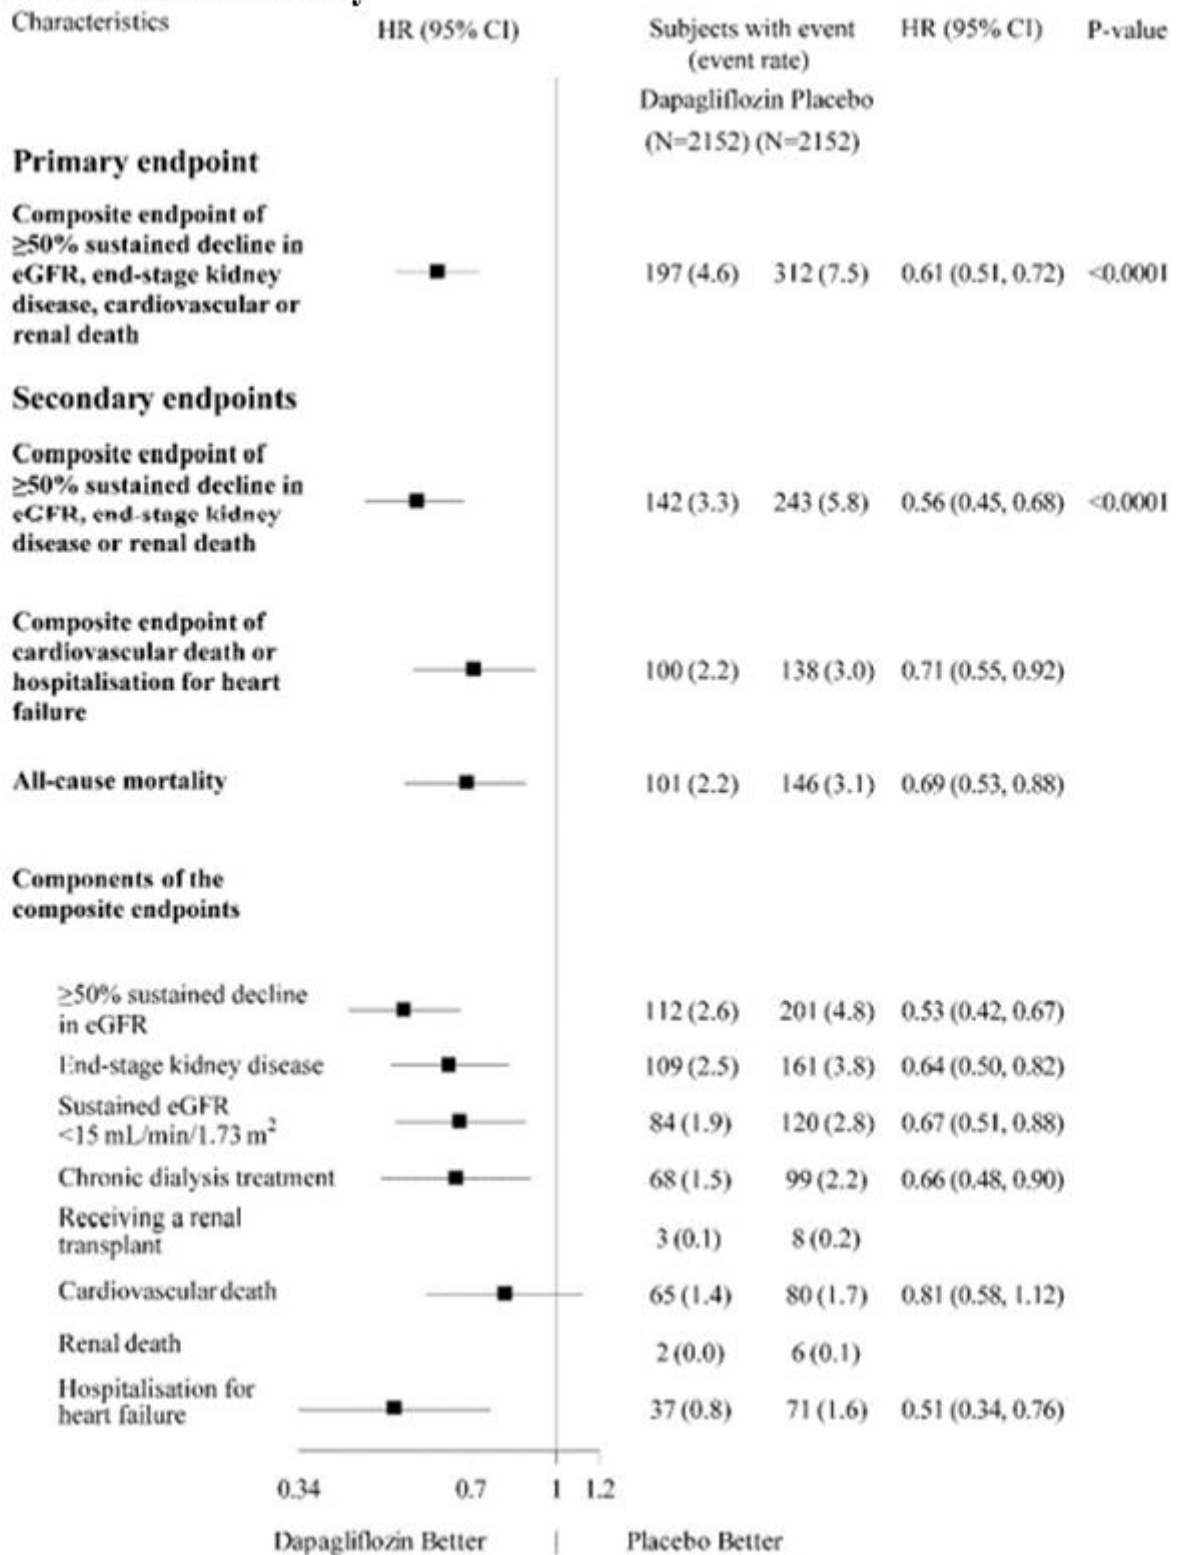 Characteristics HR (95% CI) Subjects with event HR (95% CI) P-value
(event rate)
Dapagliflozin Placebo
(N=2152) (N=2152)
Primary endpoint
Composite endpoint of
≥50% sustained decline in
eGFR, end-stage kidney 197 (4.6) 312 (7.5) 0.61 (0.51, 0.72) <0.0001
disease, cardiovascular or
renal death
Secondary endpoints
Composite endpoint of
≥50% sustained decline in
eGFR, end-stage kidney 142 (3.3) 243 (5.8) 0.56 (0.45, 0.68) <0.0001
disease or renal death
Composite endpoint of
cardiovascular death or
hospitalisation for heart 100 (2.2) 138 (3.0) 0.71 (0.55, 0.92)
failure
All-cause mortality 101 (2.2) 146 (3.1) 0.69 (0.53, 0.88)
Components of the
composite endpoints
≥50% sustained decline
in eGFR 112 (2.6) 201 (4.8) 0.53 (0.42, 0.67)
End-stage kidney disease 109 (2.5) 161 (3.8) 0.64 (0.50, 0.82)
Sustained eGFR
<15 mL/min/1.73 m² 84 (1.9) 120 (2.8) 0.67 (0.51, 0.88)
Chronic dialysis treatment 68 (1.5) 99 (2.2) 0.66 (0.48, 0.90)
Receiving a renal
transplant 3 (0.1) 8 (0.2)
Cardiovascular death 65 (1.4) 80 (1.7) 0.81 (0.58, 1.12)
Renal death 2 (0.0) 6 (0.1)
Hospitalisation for
heart failure 37 (0.8) 71 (1.6) 0.51 (0.34, 0.76)
0.34 0.7 1 1.2
Dapagliflozin Better Placebo Better